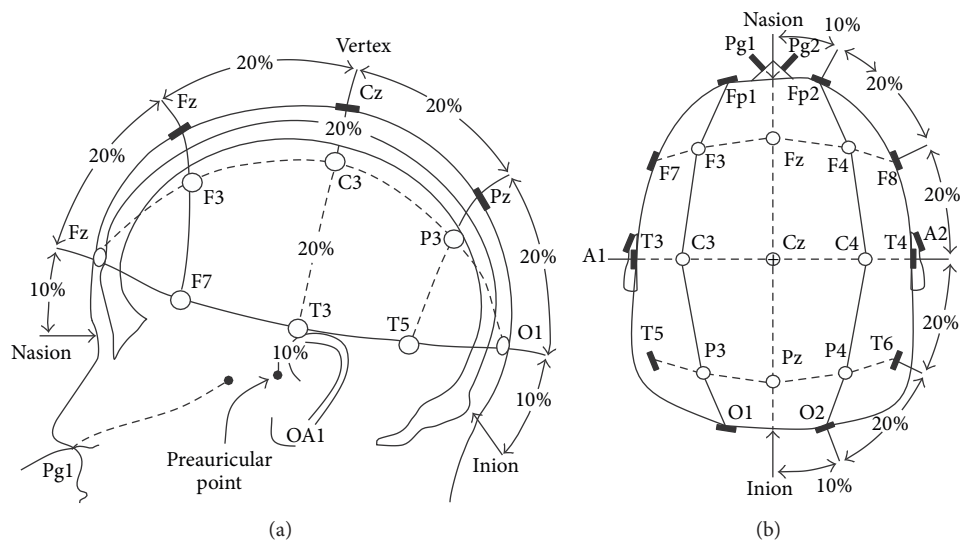 Vertex
20%
Cz
20%
Fz
20%
20%
20%
C3
F3
Pz
P3
Fz
20%
20%
10%
F7
T3
T5
O1
Nasion
10%
10%
OA1
Preauricular
point
Pg1
Inion
(a)
Nasion
10%
Pg1
Pg2
20%
Fp1
Fp2
F7
F3
Fz
F4
F8
20%
A1
T3
C3
Cz
C4
T4
A2
20%
T5
P3
Pz
P4
T6
O1
O2
20%
Inion
10%
(b)